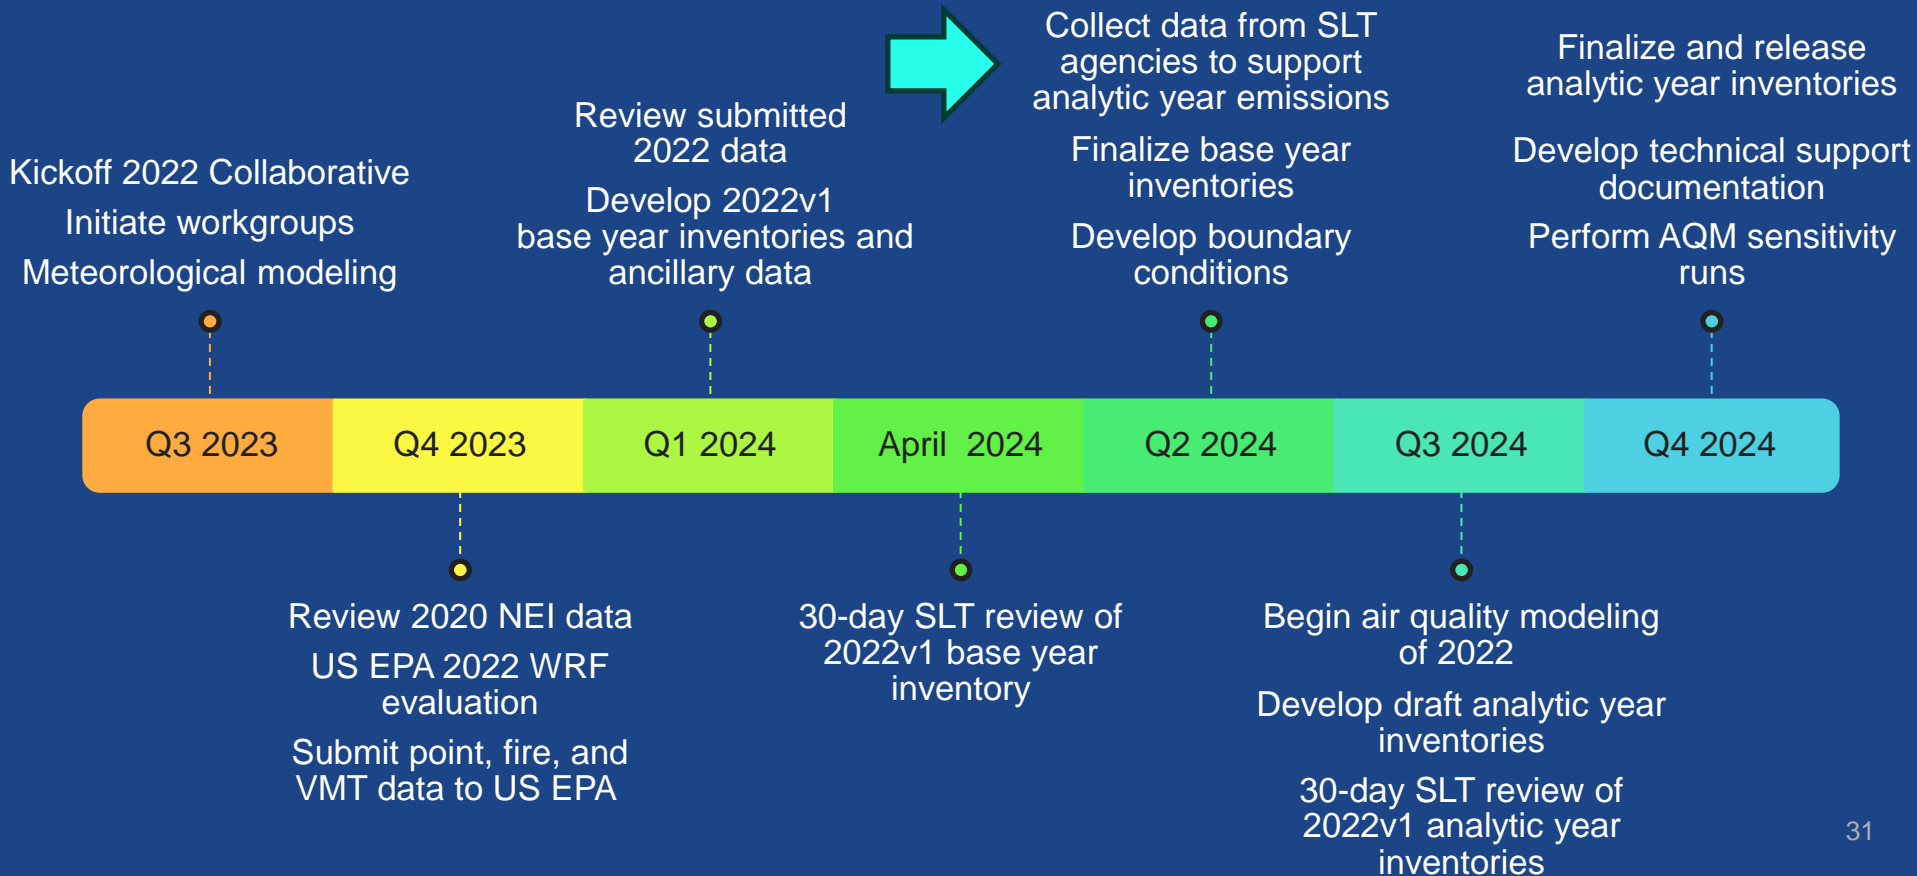 Kickoff 2022 Collaborative
Initiate workgroups
Meteorological modeling
Review submitted
2022 data
Develop 2022v1
base year inventories and
ancillary data
Collect data from SLT
agencies to support
analytic year emissions
Finalize base year
inventories
Develop boundary
conditions
Finalize and release
analytic year inventories
Develop technical support
documentation
Perform AQM sensitivity
runs
Q3 2023
Q4 2023
Q1 2024
April 2024
Q2 2024
Q3 2024
Q4 2024
Review 2020 NEI data
US EPA 2022 WRF
evaluation
Submit point, fire, and
VMT data to US EPA
30-day SLT review of
2022v1 base year
inventory
Begin air quality modeling
of 2022
Develop draft analytic year
inventories
30-day SLT review of
2022v1 analytic year
inventories
31